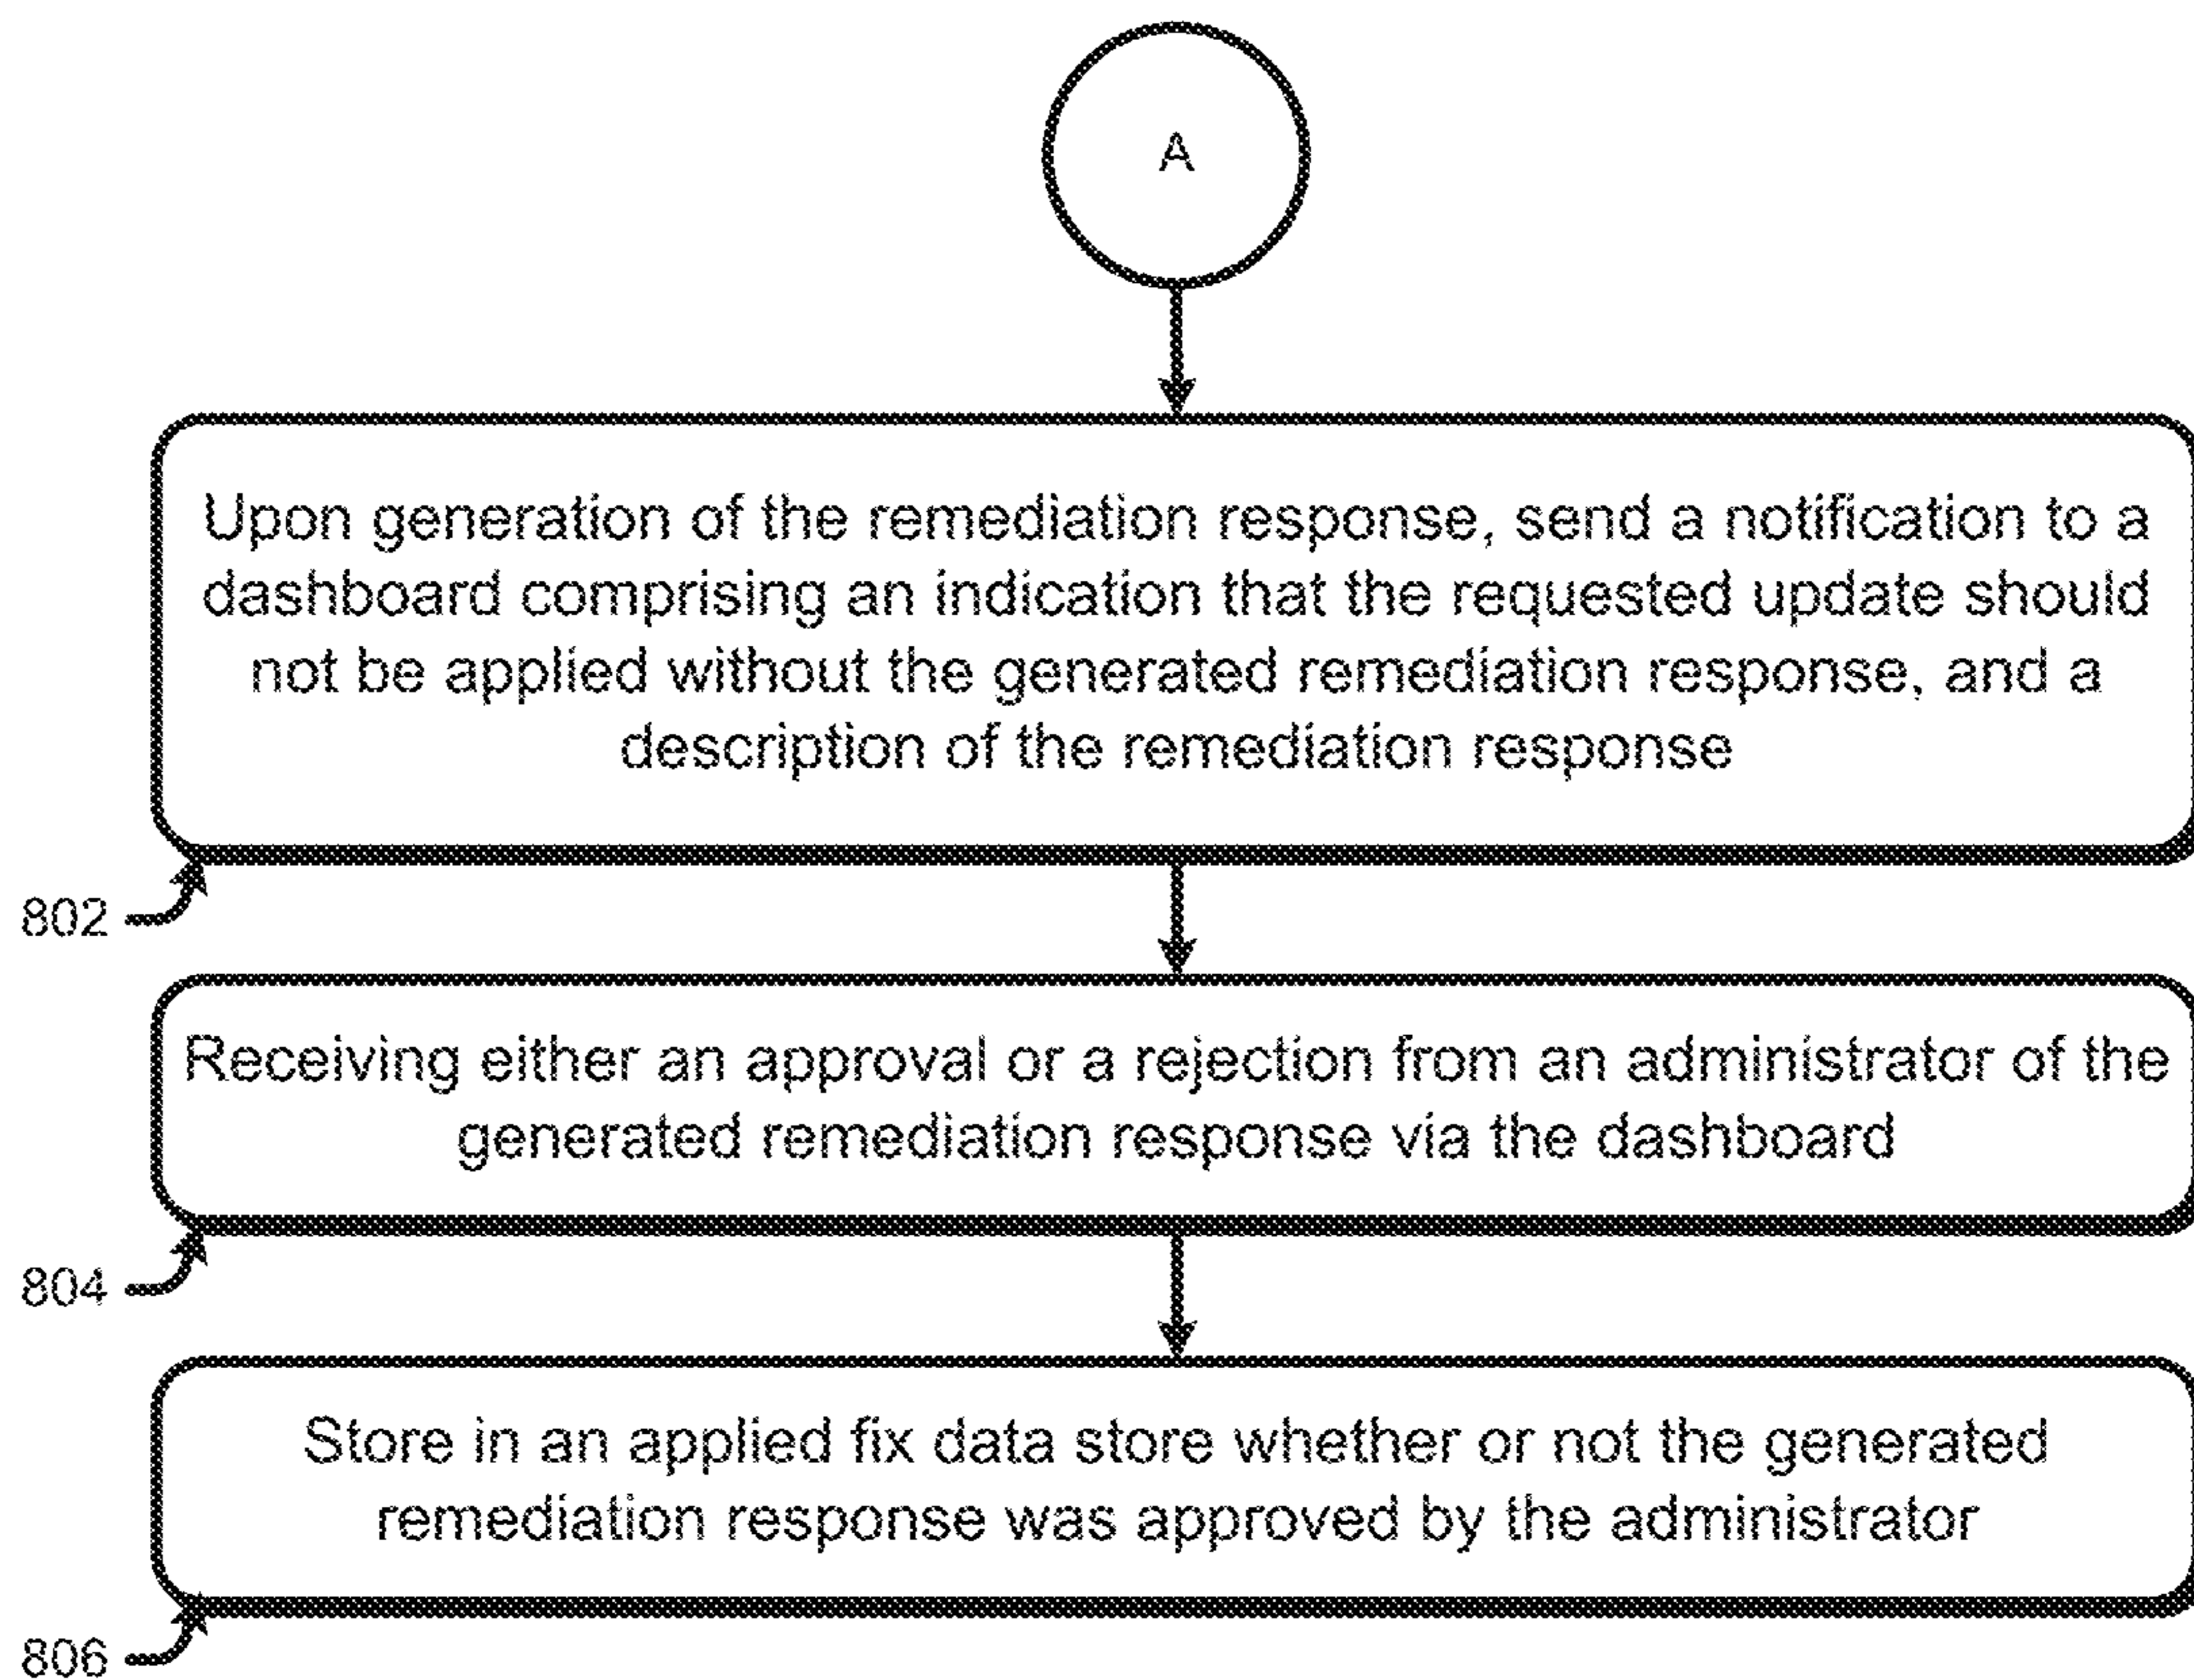 A
Upon generation of the remediation response, send a notification to a
dashboard comprising an indication that the requested update should
not be applied without the generated remediation response, and a
description of the remediation response
802
Receiving either an approval or a rejection from an administrator of the
generated remediation response via the dashboard
804
Store in an applied fix data store whether or not the generated
remediation response was approved by the administrator
806